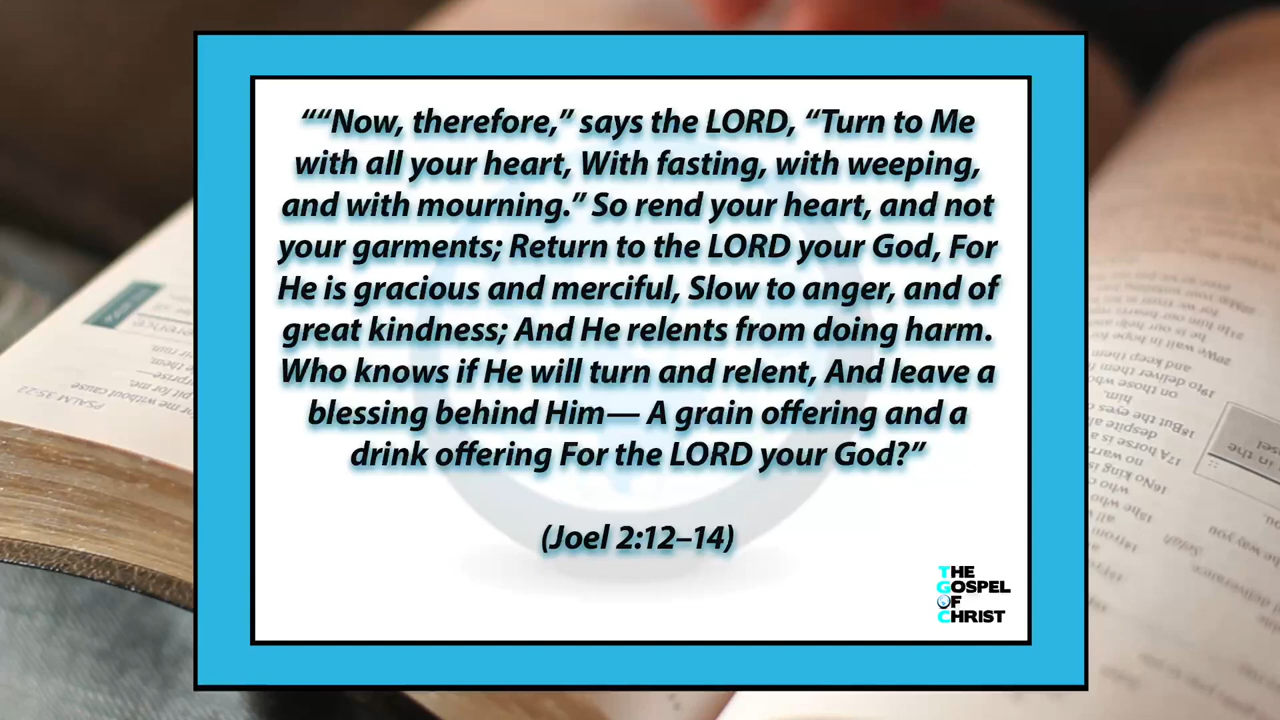 ““Now, therefore,” says the LORD, “Turn to Me
with all your heart, With fasting, with weeping,
and with mourning.” So rend your heart, and not
your garments; Return to the LORD your God, For
He is gracious and merciful, Slow to anger, and of
great kindness; And He relents from doing harm.
Who knows if He will turn and relent, And leave a
blessing behind Him— A grain offering and a
drink offering For the LORD your God?”
(Joel 2:12–14)
THE
GOSPEL
OF
CHRIST
PSALM 35:22